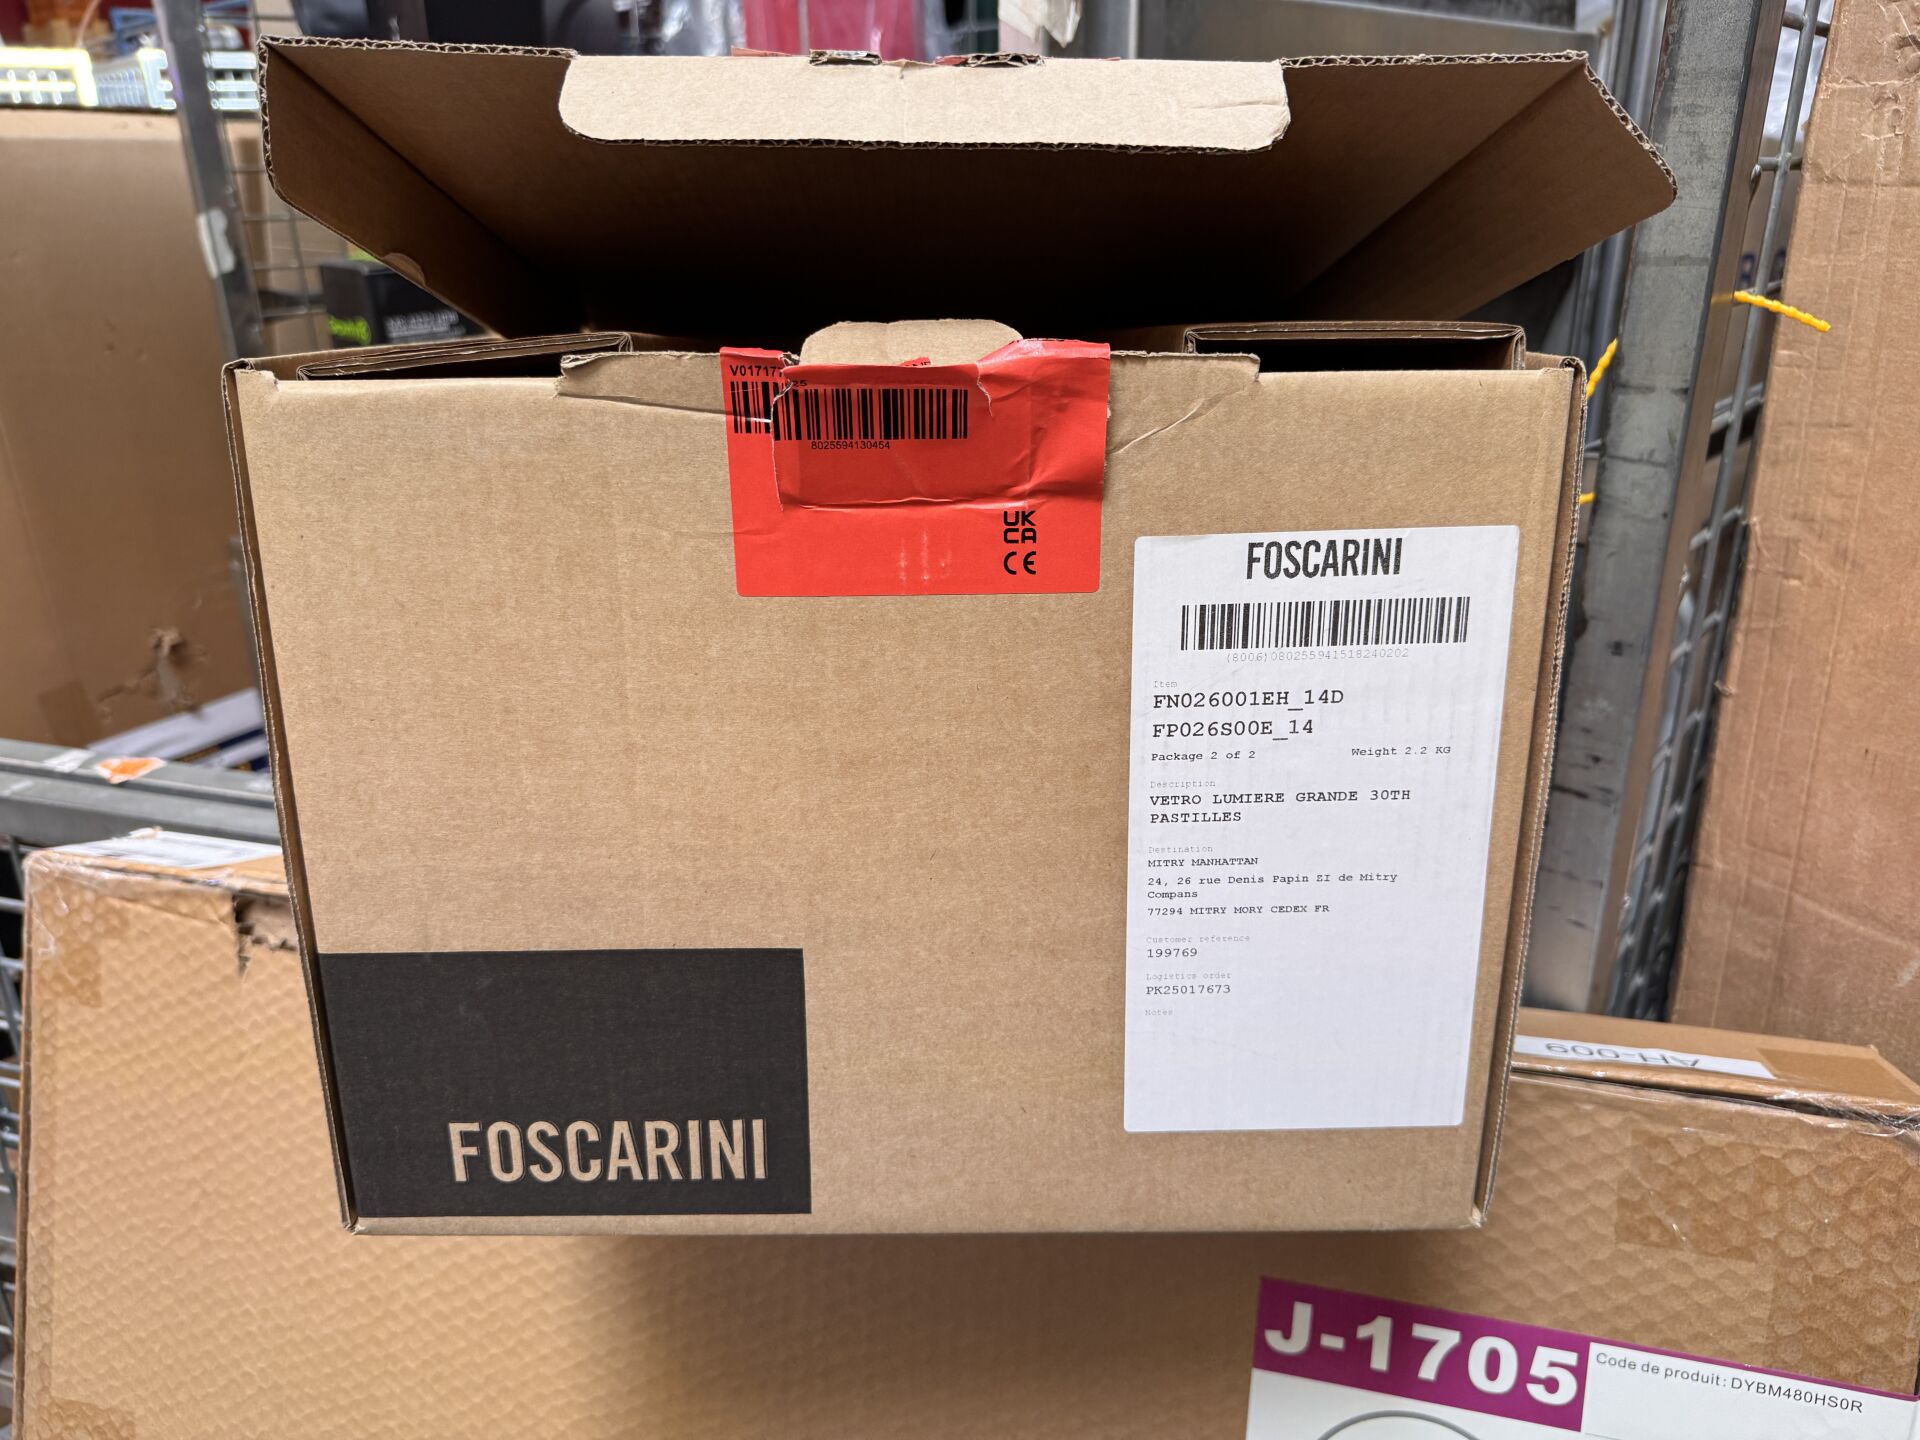 8025594130454
UK
CA
CE
FOSCARINI
(8006)080255941518240202
Item
FN026001EH_14D
FP026S00E_14
Package 2 of 2
Weight 2.2 KG
Description
VETRO LUMIERE GRANDE 30TH
PASTILLES
Destination
MITRY MANHATTAN
24, 26 rue Denis Papin ZI de Mitry
Compans
77294 MITRY MORY CEDEX FR
Customer reference
199769
Logistics order
PK25017673
Notes
FOSCARINI
AH-009
J-1705
Code de produit: DYBM480HS0R